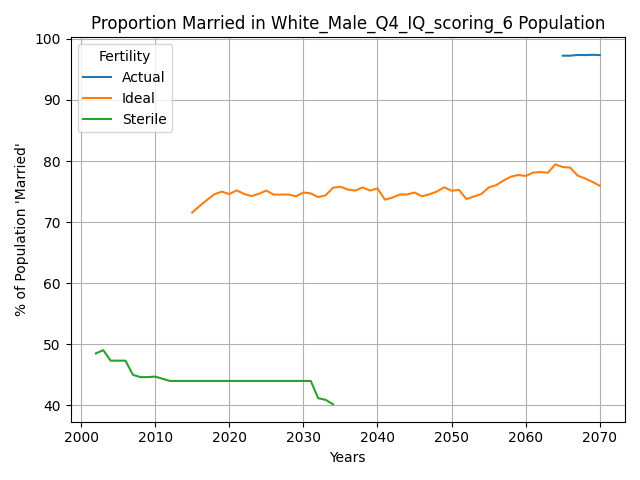 Proportion Married in White_Male_Q4_IQ_scoring_6 Population
% of Population 'Married'
100
90
80
70
60
50
40
Fertility
Actual
Ideal
Sterile
2000 2010 2020 2030 2040 2050 2060 2070
Years